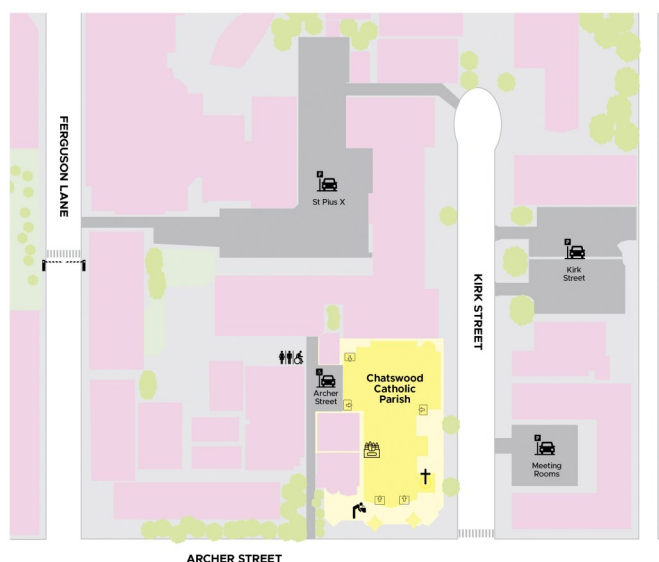 FERGUSON LANE
P
St Pius X
KIRK STREET
P
Kirk
Street
Archer
Street
Chatswood
Catholic
Parish
P
Meeting
Rooms
ARCHER STREET